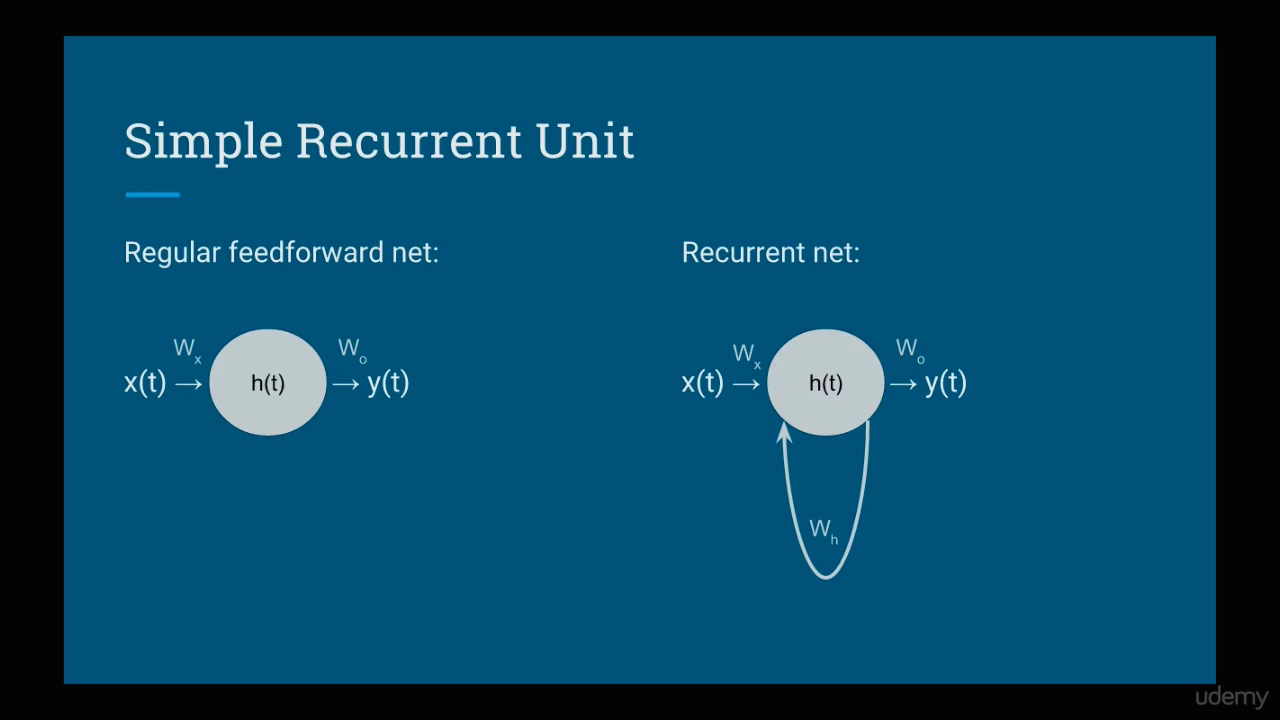 Simple Recurrent Unit
Regular feedforward net:
Wx
Wo
x(t) → h(t) → y(t)
Recurrent net:
Wx
Wo
x(t) → h(t) → y(t)
Wh
udemy